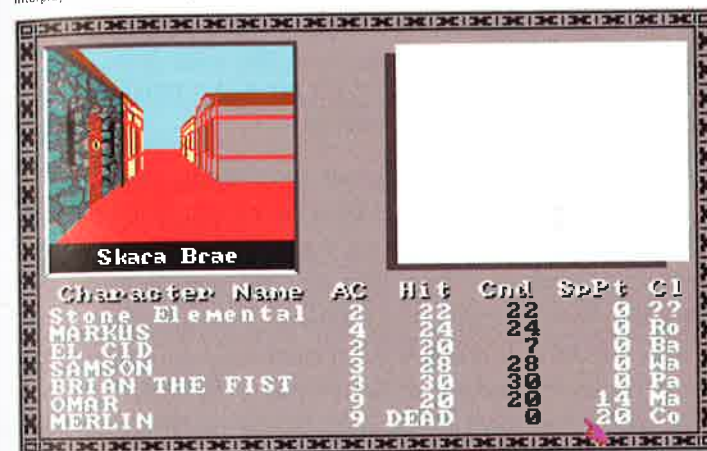 Skara Brae
Character Name AC Hit Cnd SpPt Cl
Stone Elemental 2 22 22 0 ??
MARKUS 4 24 24 0 Ro
EL CID 2 20 7 0 Ba
SAMSON 3 28 28 0 Wa
BRIAN THE FIST 3 30 30 0 Pa
OMAR 9 20 20 14 Ma
MERLIN 9 DEAD 0 20 Co